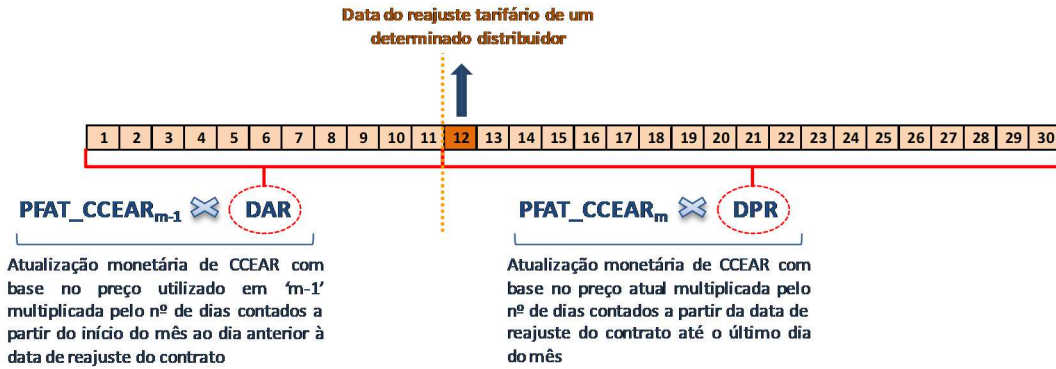 Data do reajuste tarifário de um
determinado distribuidor
1 2 3 4 5 6 7 8 9 10 11 12 13 14 15 16 17 18 19 20 21 22 23 24 25 26 27 28 29 30
PFAT_CCEARm-1 DAR
Atualização monetária de CCEAR com
base no preço utilizado em ‘m-1’
multiplicada pelo nº de dias contados a
partir do início do mês ao dia anterior à
data de reajuste do contrato
PFAT_CCEARm DPR
Atualização monetária de CCEAR com
base no preço atual multiplicada pelo
nº de dias contados a partir da data de
reajuste do contrato até o último dia
do mês